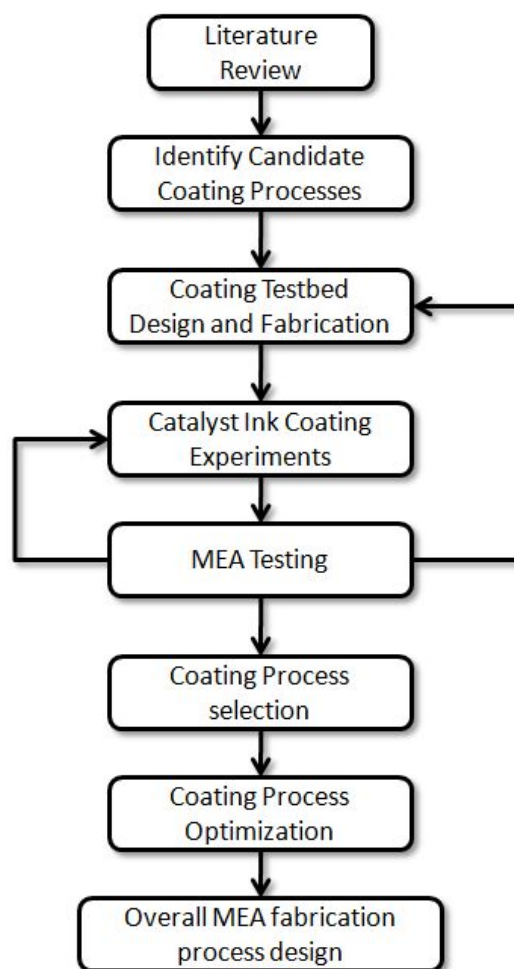 Literature
Review
Identify Candidate
Coating Processes
Coating Testbed
Design and Fabrication
Catalyst Ink Coating
Experiments
MEA Testing
Coating Process
selection
Coating Process
Optimization
Overall MEA fabrication
process design